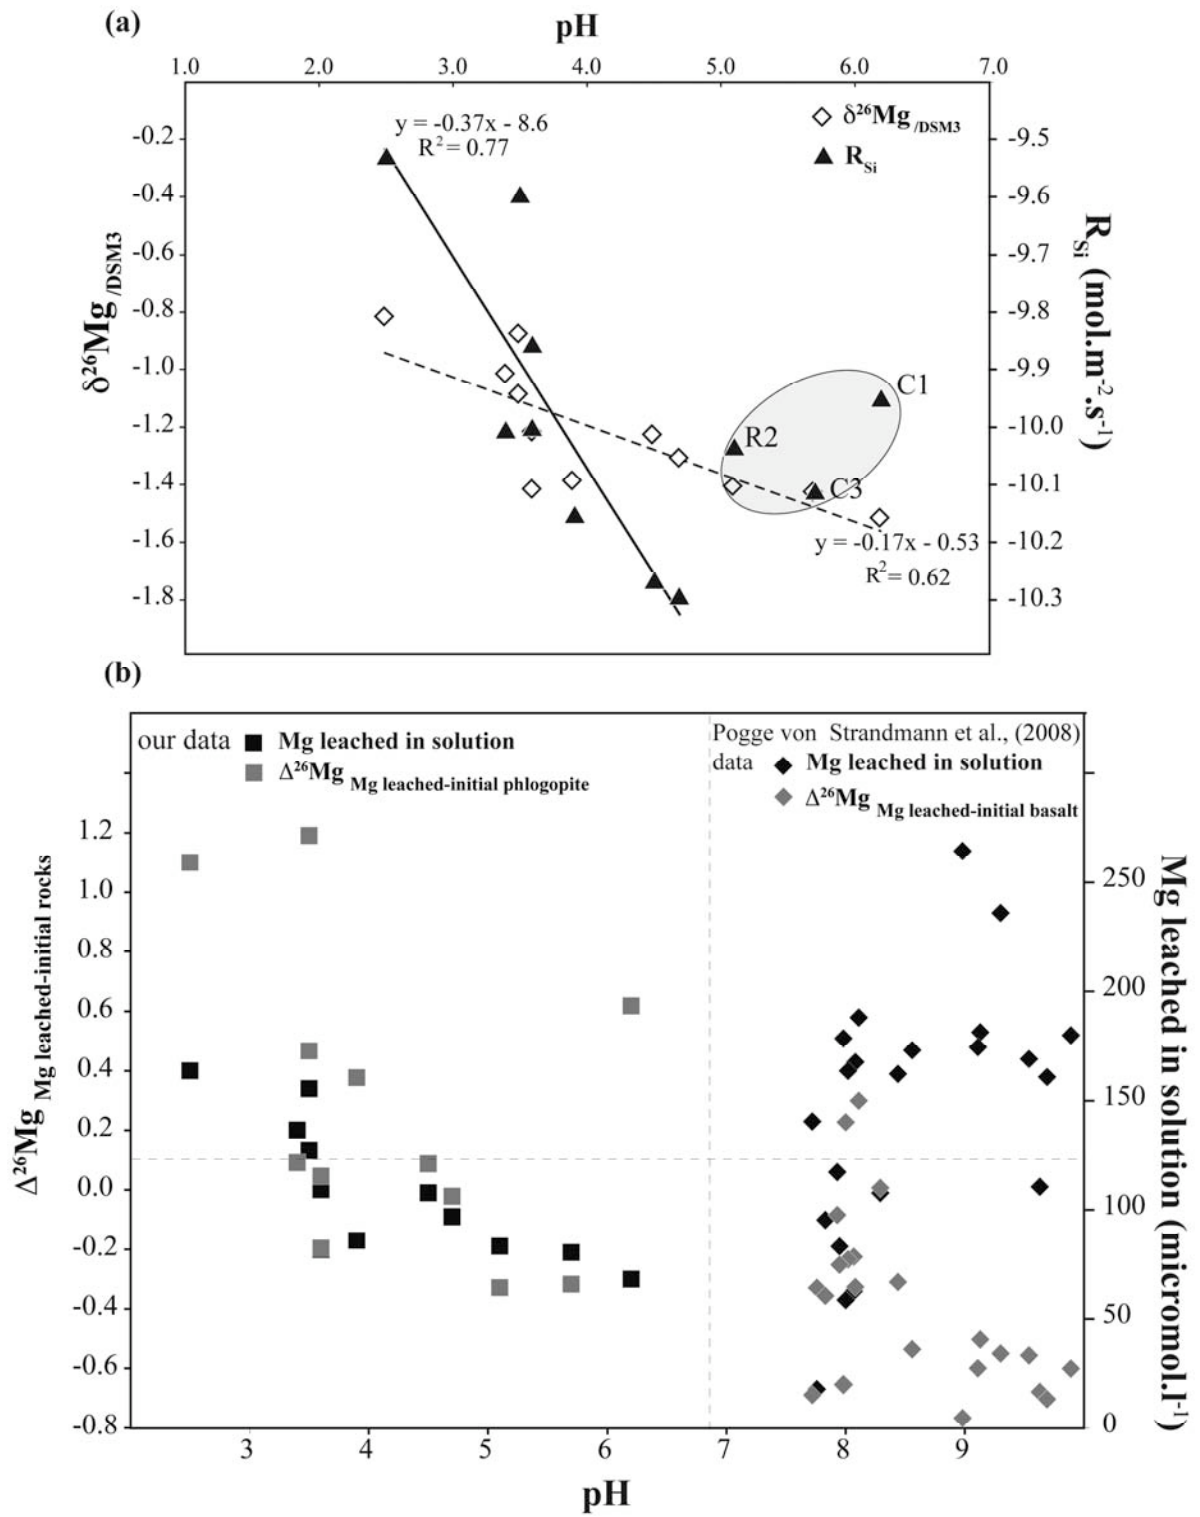 (a)
pH
1.0 2.0 3.0 4.0 5.0 6.0 7.0
y = -0.37x - 8.6
R² = 0.77
δ²⁶Mg /DSM3
R Si
-0.2
-0.4
-0.6
-0.8
-1.0
-1.2
-1.4
-1.6
-1.8
δ²⁶Mg /DSM3
-9.5
-9.6
-9.7
-9.8
-9.9
-10.0
-10.1
-10.2
-10.3
R Si (mol.m⁻².s⁻¹)
C1
R2
C3
y = -0.17x - 0.53
R² = 0.62
(b)
our data
Mg leached in solution
Δ²⁶Mg Mg leached-initial phlogopite
Pogge von Strandmann et al., (2008)
data
Mg leached in solution
Δ²⁶Mg Mg leached-initial basalt
1.2
1.0
0.8
0.6
0.4
0.2
0.0
-0.2
-0.4
-0.6
-0.8
Δ²⁶Mg Mg leached-initial rocks
250
200
150
100
50
0
Mg leached in solution (micromol.l⁻¹)
3 4 5 6 7 8 9
pH